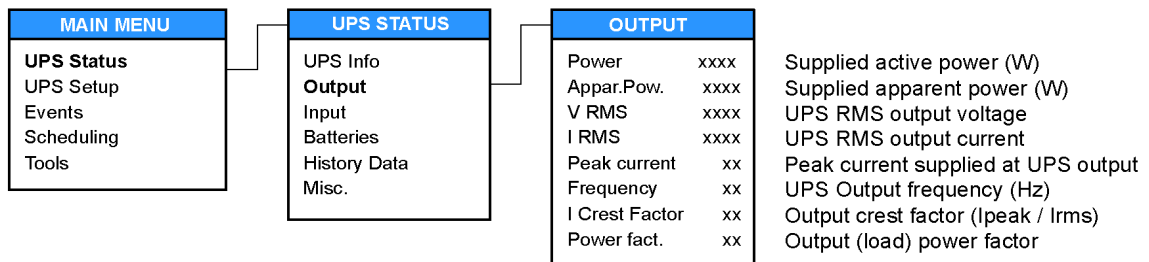 MAIN MENU
UPS Status
UPS Setup
Events
Scheduling
Tools
UPS STATUS
UPS Info
Output
Input
Batteries
History Data
Misc.
OUTPUT
Power xxxx Supplied active power (W)
Appar.Pow. xxxx Supplied apparent power (W)
V RMS xxxx UPS RMS output voltage
I RMS xxxx UPS RMS output current
Peak current xx Peak current supplied at UPS output
Frequency xx UPS Output frequency (Hz)
I Crest Factor xx Output crest factor (Ipeak / Irms)
Power fact. xx Output (load) power factor